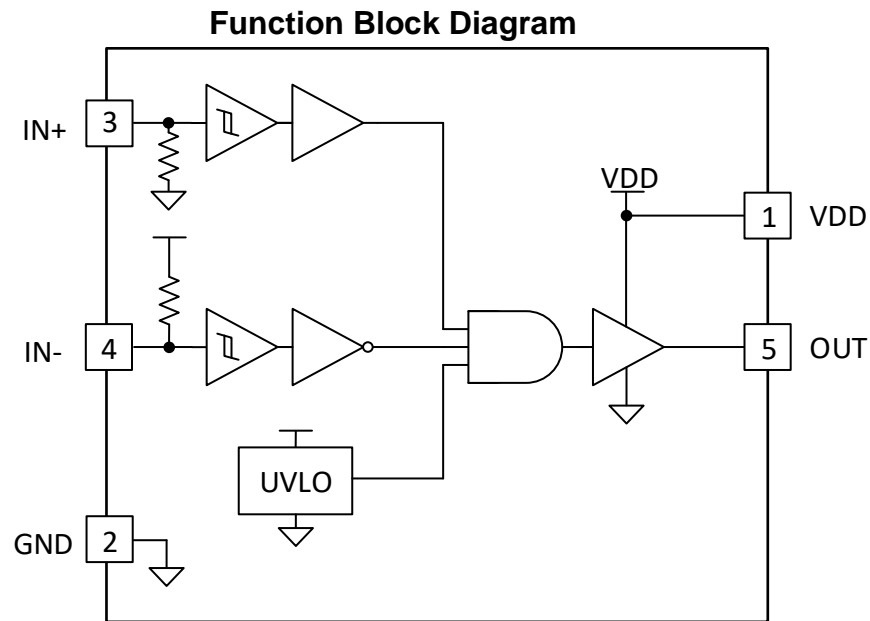 Function Block Diagram
IN+
3
VDD
1
VDD
IN-
4
5
OUT
UVLO
GND
2